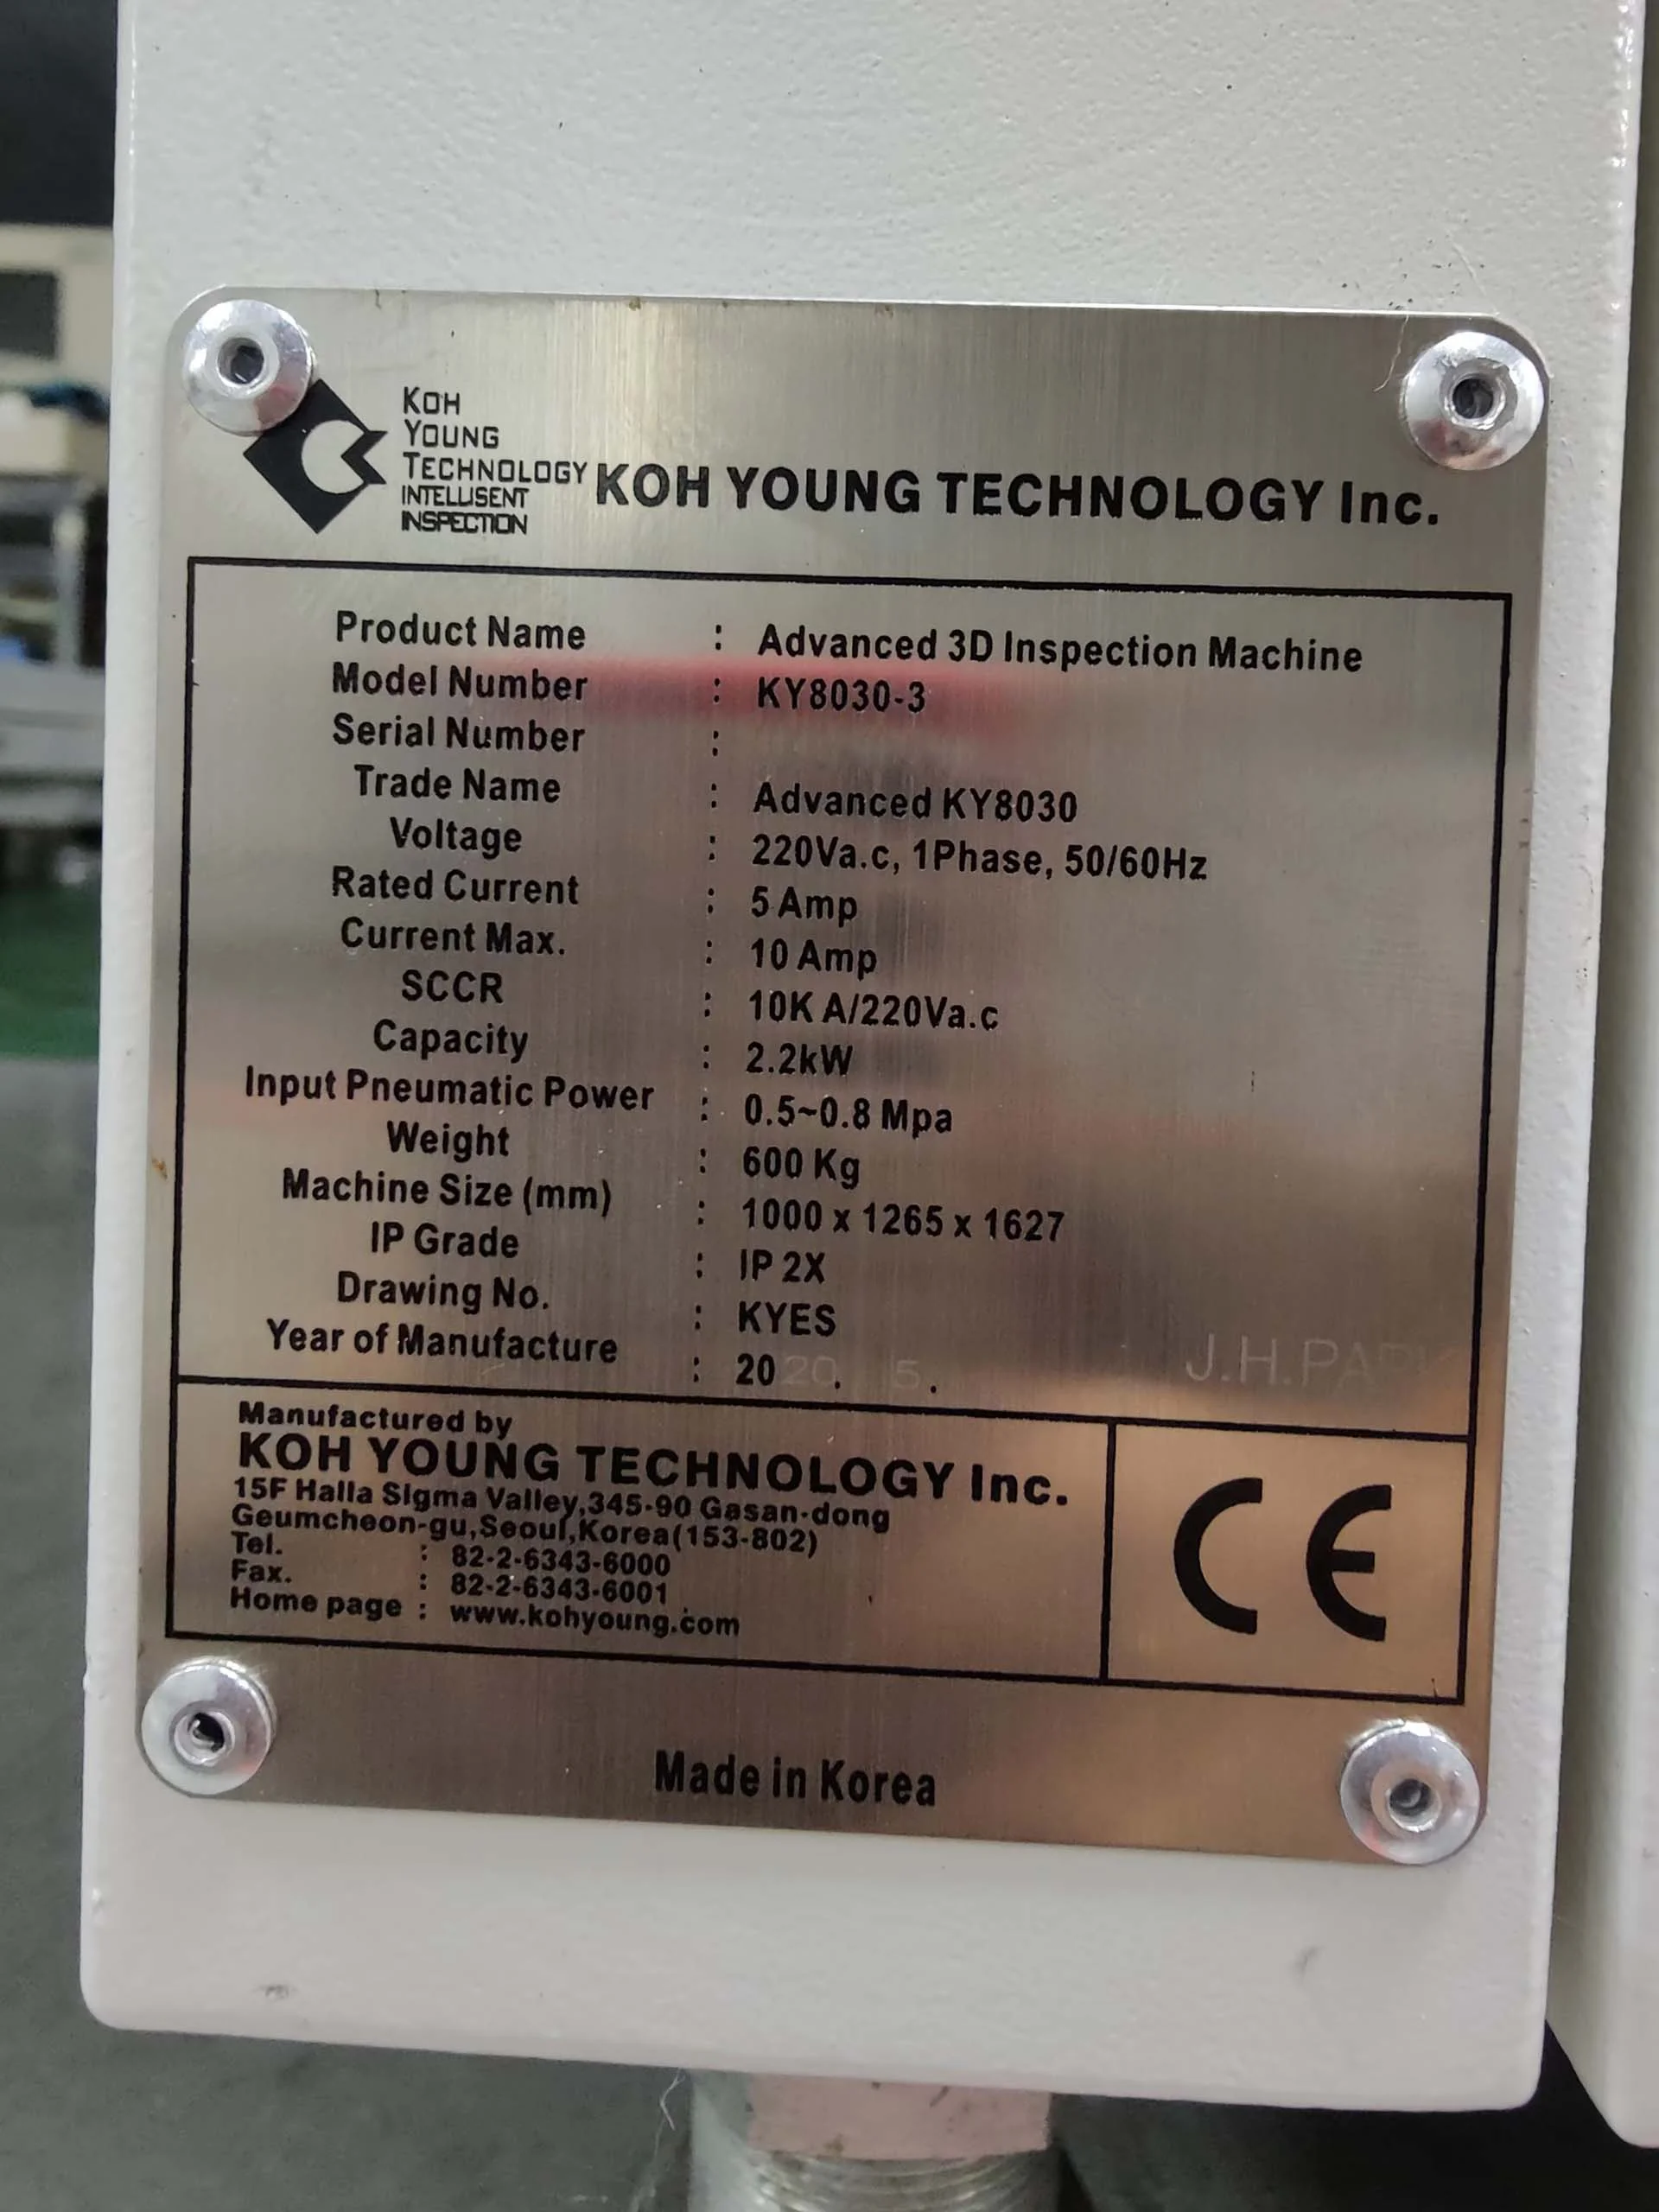 KOH
YOUNG
TECHNOLOGY
INTELLISENT
INSPECTION
KOH YOUNG TECHNOLOGY Inc.
Product Name : Advanced 3D Inspection Machine
Model Number : KY8030-3
Serial Number :
Trade Name : Advanced KY8030
Voltage : 220Va.c, 1Phase, 50/60Hz
Rated Current : 5 Amp
Current Max. : 10 Amp
SCCR : 10K A/220Va.c
Capacity : 2.2kW
Input Pneumatic Power : 0.5~0.8 Mpa
Weight : 600 Kg
Machine Size (mm) : 1000 x 1265 x 1627
IP Grade : IP 2X
Drawing No. : KYES
Year of Manufacture : 20 20 . 5 . J.H.PARK
Manufactured by
KOH YOUNG TECHNOLOGY Inc.
15F Halla Sigma Valley,345-90 Gasan-dong
Geumcheon-gu,Seoul,Korea(153-802)
Tel. : 82-2-6343-6000
Fax. : 82-2-6343-6001
Home page : www.kohyoung.com
CE
Made in Korea